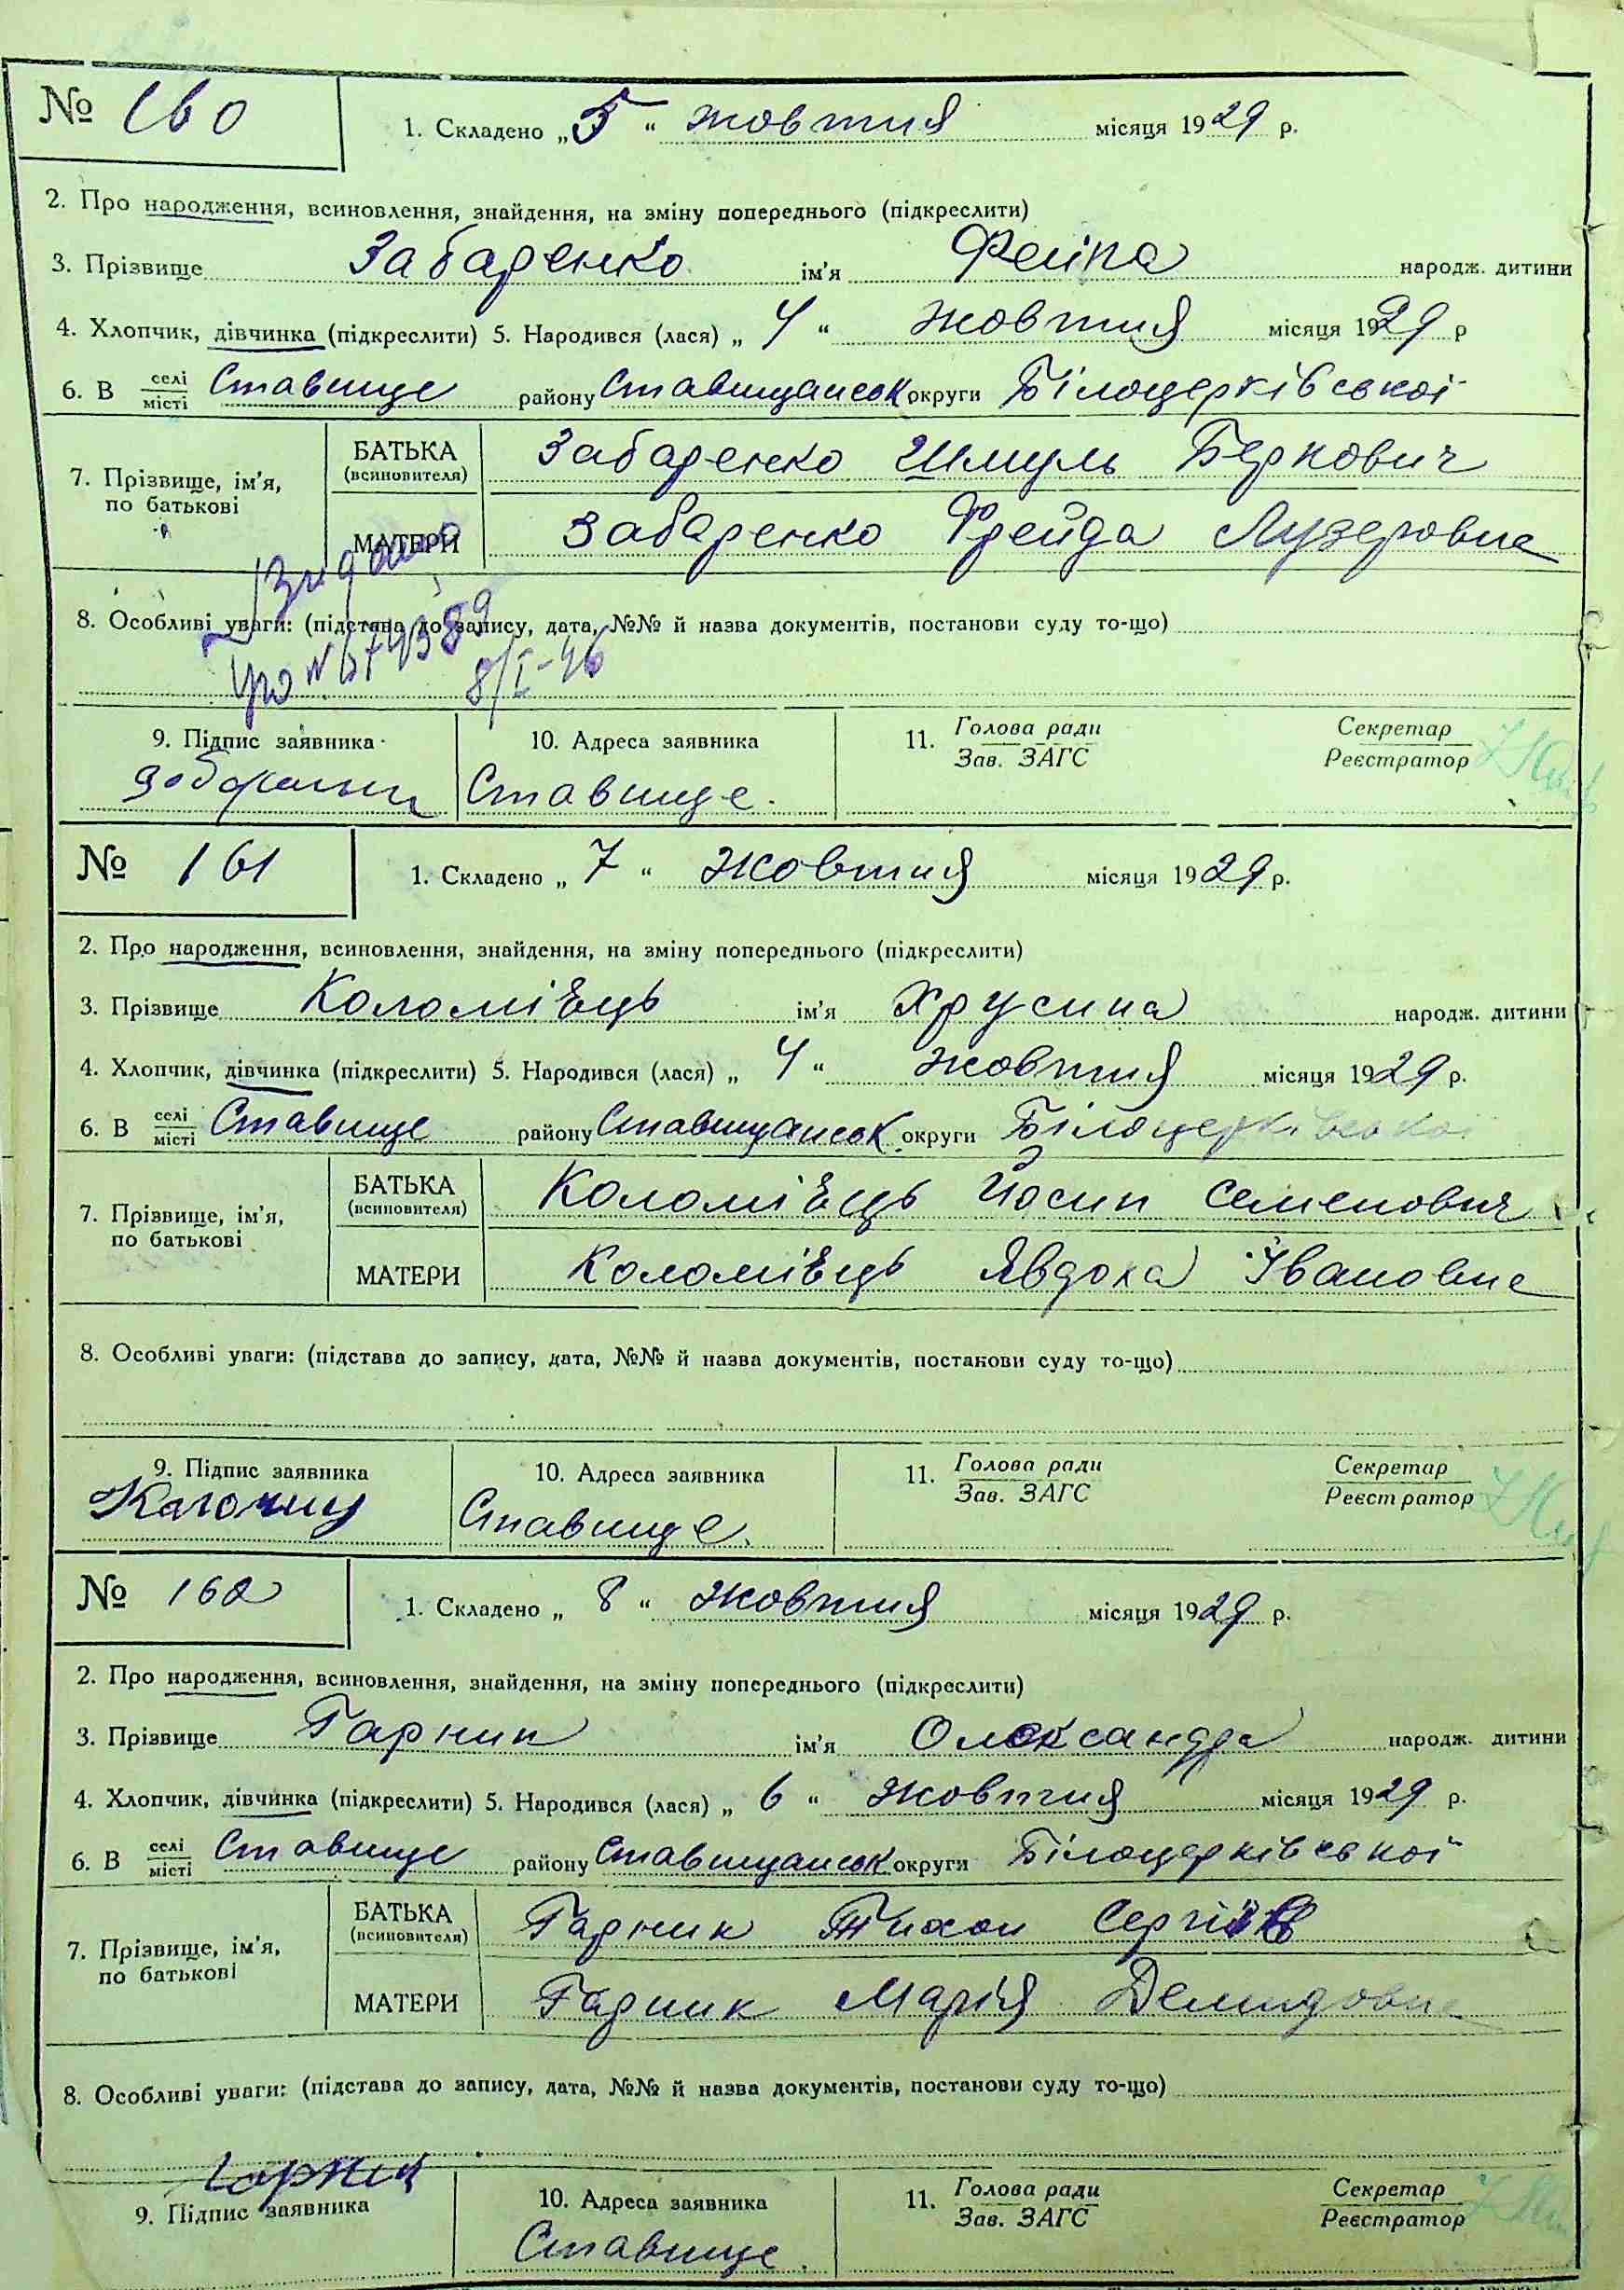 № 160
1. Складено „5“ жовтня місяця 1929 р.
2. Про народження, всиновлення, знайдення, на зміну попереднього (підкреслити)
3. Прізвище Забаренко ім'я Фейга народж. дитини
4. Хлопчик, дівчинка (підкреслити) 5. Народився (лася) „4“ жовтня місяця 1929 р
6. В селі місті Ставище району Ставищанськ округи Білоцерківської
7. Прізвище, ім'я, по батькові БАТЬКА (всиновителя) Забаренко Шмуль Беркович
МАТЕРИ Забаренко Фрейда Лузеровна
8. Особливі уваги: (підстава до запису, дата, №№ й назва документів, постанови суду то-що)
8/I-46
9. Підпис заявника 10. Адреса заявника 11. Голова ради Зав. ЗАГС Секретар Реєстратор
Ставище.
№ 161
1. Складено „7“ Жовтня місяця 1929 р.
2. Про народження, всиновлення, знайдення, на зміну попереднього (підкреслити)
3. Прізвище Коломієць ім'я Хрусина народж. дитини
4. Хлопчик, дівчинка (підкреслити) 5. Народився (лася) „4“ жовтня місяця 1929 р.
6. В селі місті Ставище району Ставищанськ округи Білоцерківської
7. Прізвище, ім'я, по батькові БАТЬКА (всиновителя) Коломієць Йосип Семенович
МАТЕРИ Коломієць Явдоха Івановна
8. Особливі уваги: (підстава до запису, дата, №№ й назва документів, постанови суду то-що)
9. Підпис заявника 10. Адреса заявника 11. Голова ради Зав. ЗАГС Секретар Реєстратор
Ставище.
№ 162
1. Складено „8“ Жовтня місяця 1929 р.
2. Про народження, всиновлення, знайдення, на зміну попереднього (підкреслити)
3. Прізвище Гарник ім'я Олександра народж. дитини
4. Хлопчик, дівчинка (підкреслити) 5. Народився (лася) „6“ Жовтня місяця 1929 р.
6. В селі місті Ставище району Ставищанськ округи Білоцерківської
7. Прізвище, ім'я, по батькові БАТЬКА (всиновителя) Гарник Тихон
МАТЕРИ Гарник Марія Демидовна
8. Особливі уваги: (підстава до запису, дата, №№ й назва документів, постанови суду то-що)
9. Підпис заявника 10. Адреса заявника 11. Голова ради Зав. ЗАГС Секретар Реєстратор
Ставище.